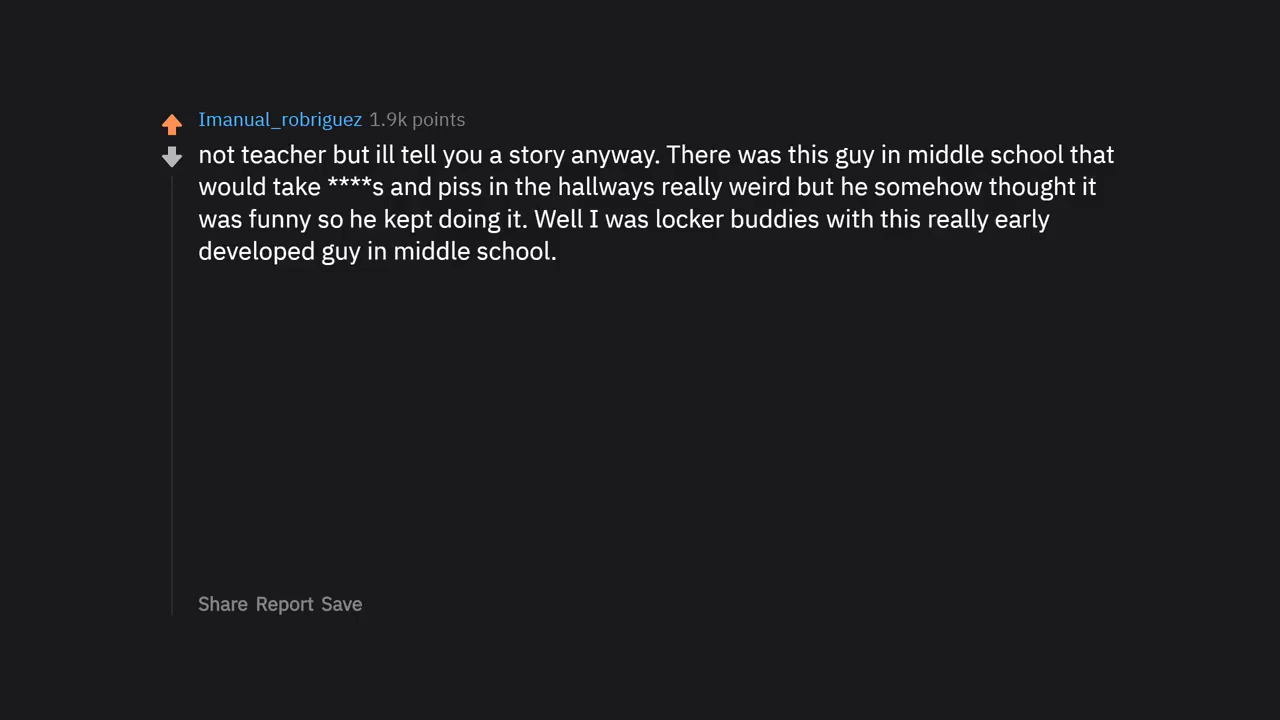 Imanual_robriguez 1.9k points
not teacher but ill tell you a story anyway. There was this guy in middle school that
would take ****s and piss in the hallways really weird but he somehow thought it
was funny so he kept doing it. Well I was locker buddies with this really early
developed guy in middle school.
Share Report Save